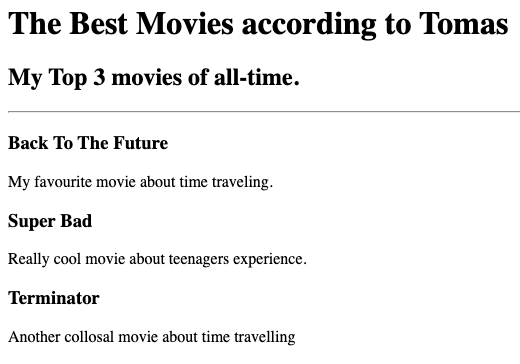 The Best Movies according to Tomas
My Top 3 movies of all-time.
Back To The Future
My favourite movie about time traveling.
Super Bad
Really cool movie about teenagers experience.
Terminator
Another collosal movie about time travelling